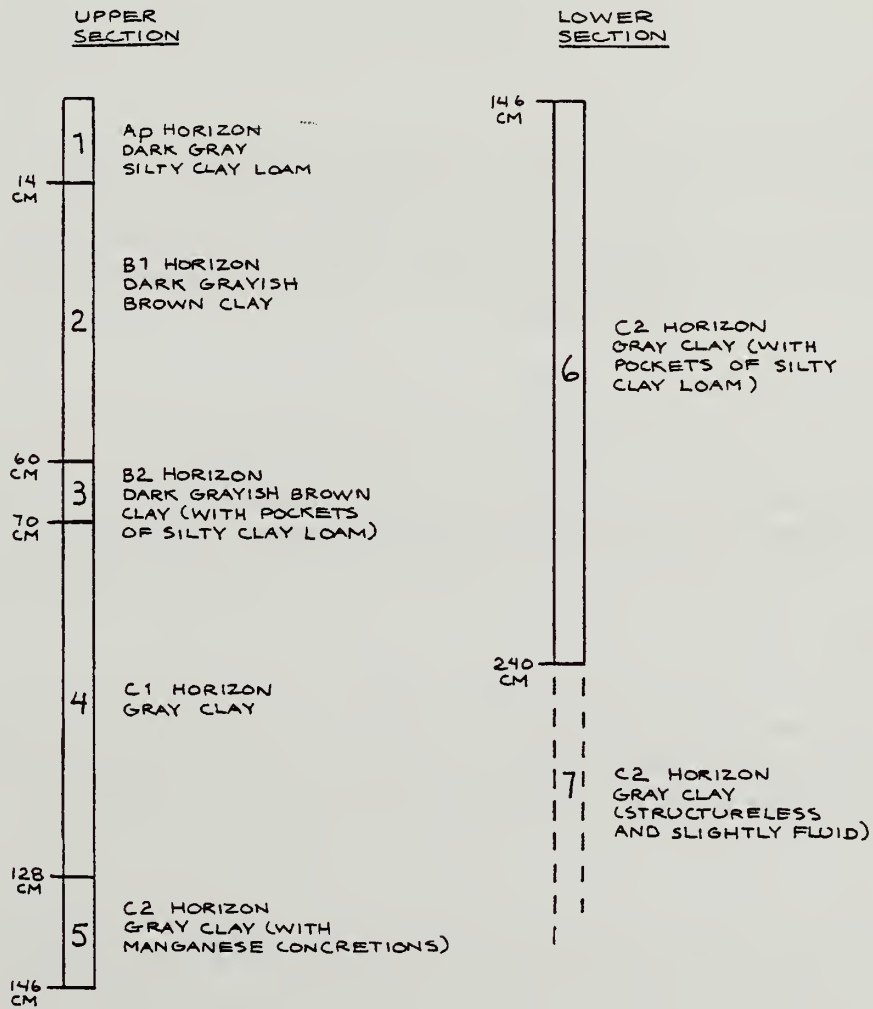 UPPER
SECTION
1
Ap HORIZON
DARK GRAY
SILTY CLAY LOAM
14
CM
2
B1 HORIZON
DARK GRAYISH
BROWN CLAY
60
CM
3
B2 HORIZON
DARK GRAYISH BROWN
CLAY (WITH POCKETS
OF SILTY CLAY LOAM)
70
CM
4
C1 HORIZON
GRAY CLAY
128
CM
5
C2 HORIZON
GRAY CLAY (WITH
MANGANESE CONCRETIONS)
146
CM
LOWER
SECTION
146
CM
6
C2 HORIZON
GRAY CLAY (WITH
POCKETS OF SILTY
CLAY LOAM)
240
CM
7
C2 HORIZON
GRAY CLAY
(STRUCTURELESS
AND SLIGHTLY FLUID)